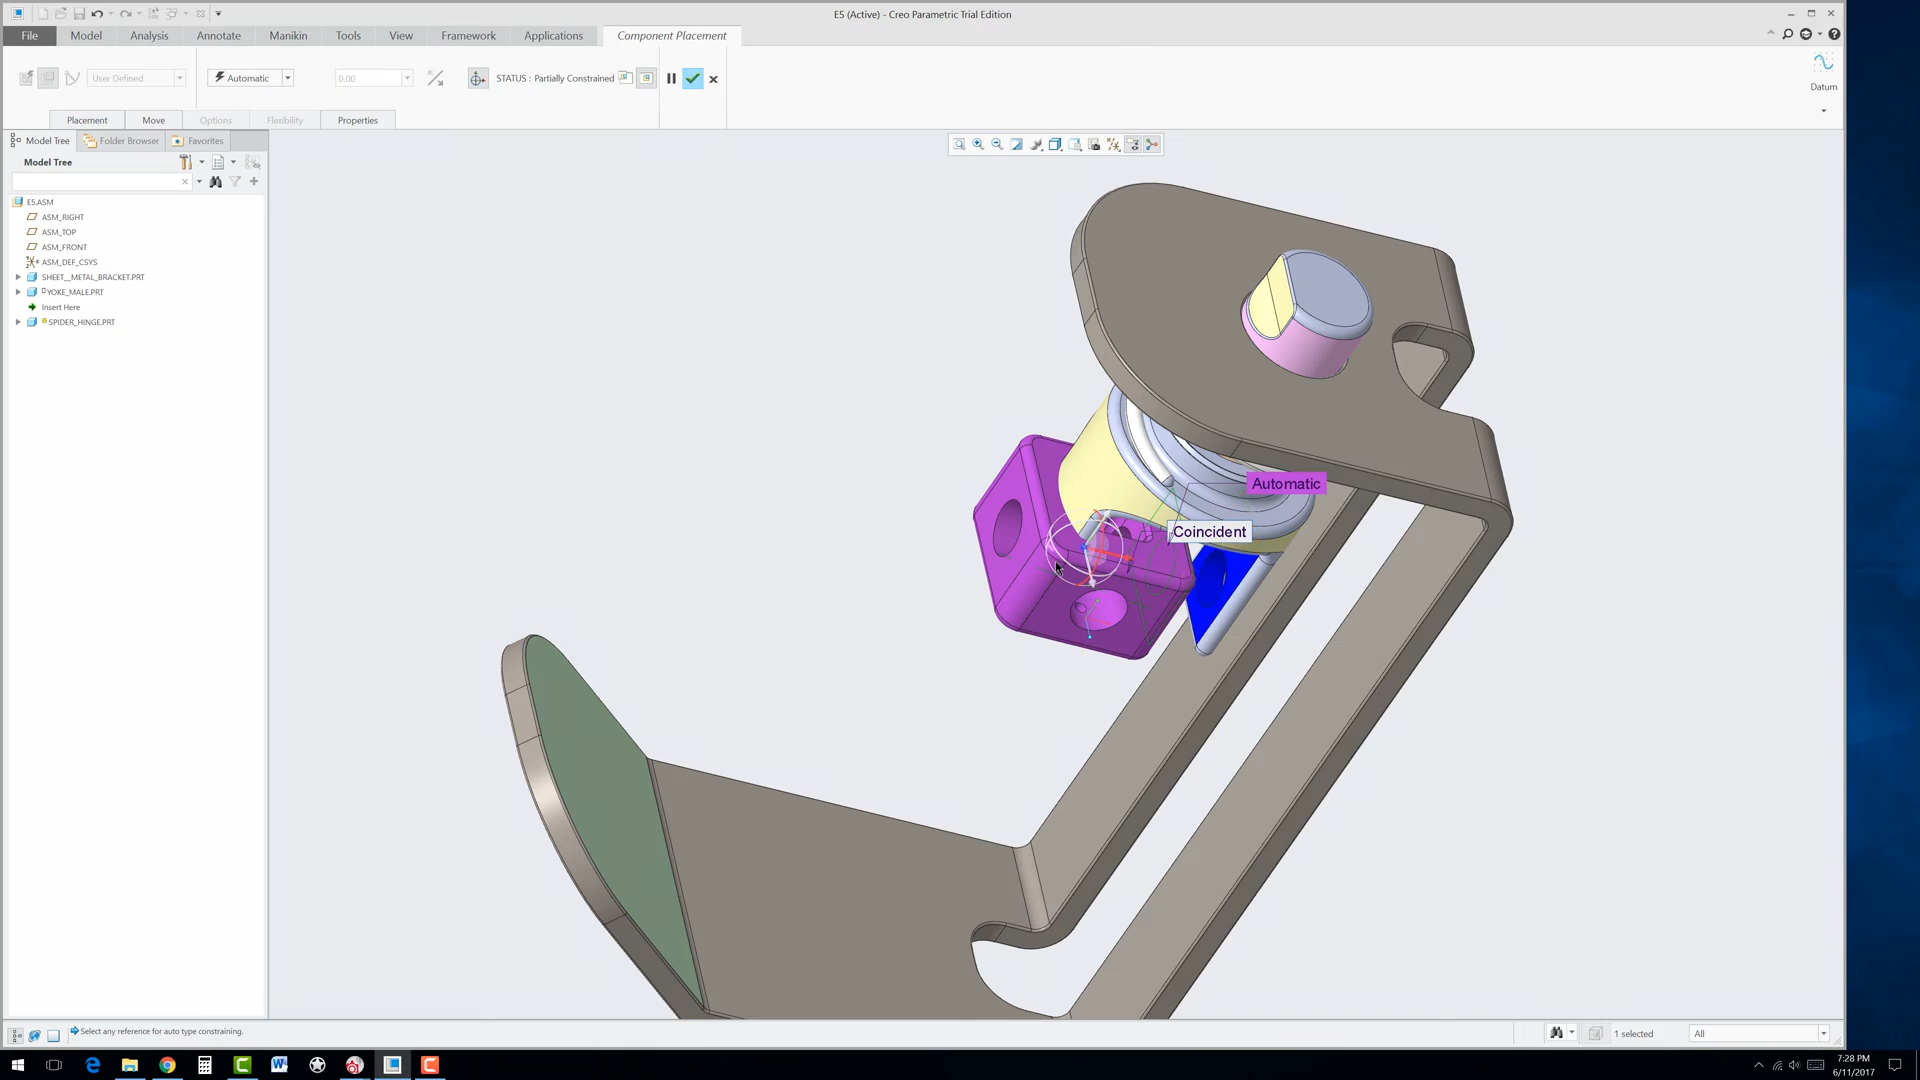 E5 (Active) - Creo Parametric Trial Edition
File
Model
Analysis
Annotate
Manikin
Tools
View
Framework
Applications
Component Placement
User Defined
Automatic
0.00
STATUS : Partially Constrained
Datum
Placement
Move
Options
Flexibility
Properties
Model Tree
Folder Browser
Favorites
Model Tree
E5.ASM
ASM_RIGHT
ASM_TOP
ASM_FRONT
ASM_DEF_CSYS
SHEET__METAL_BRACKET.PRT
YOKE_MALE.PRT
Insert Here
SPIDER_HINGE.PRT
Automatic
Coincident
Select any reference for auto type constraining.
1 selected
All
7:28 PM
6/11/2017